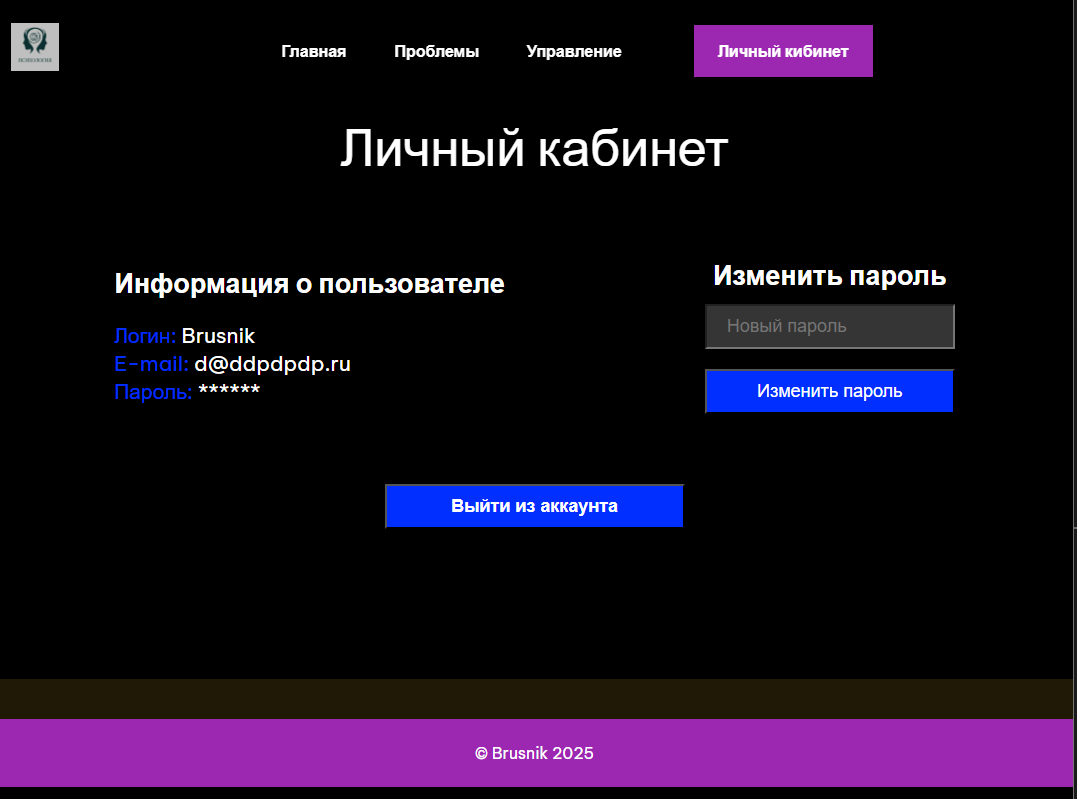 ПСИХОЛОГИЯ
Главная Проблемы Управление Личный кибинет
Личный кабинет
Информация о пользователе
Логин: Brusnik
E-mail: d@ddpdpdp.ru
Пароль: ******
Изменить пароль
Новый пароль
Изменить пароль
Выйти из аккаунта
© Brusnik 2025